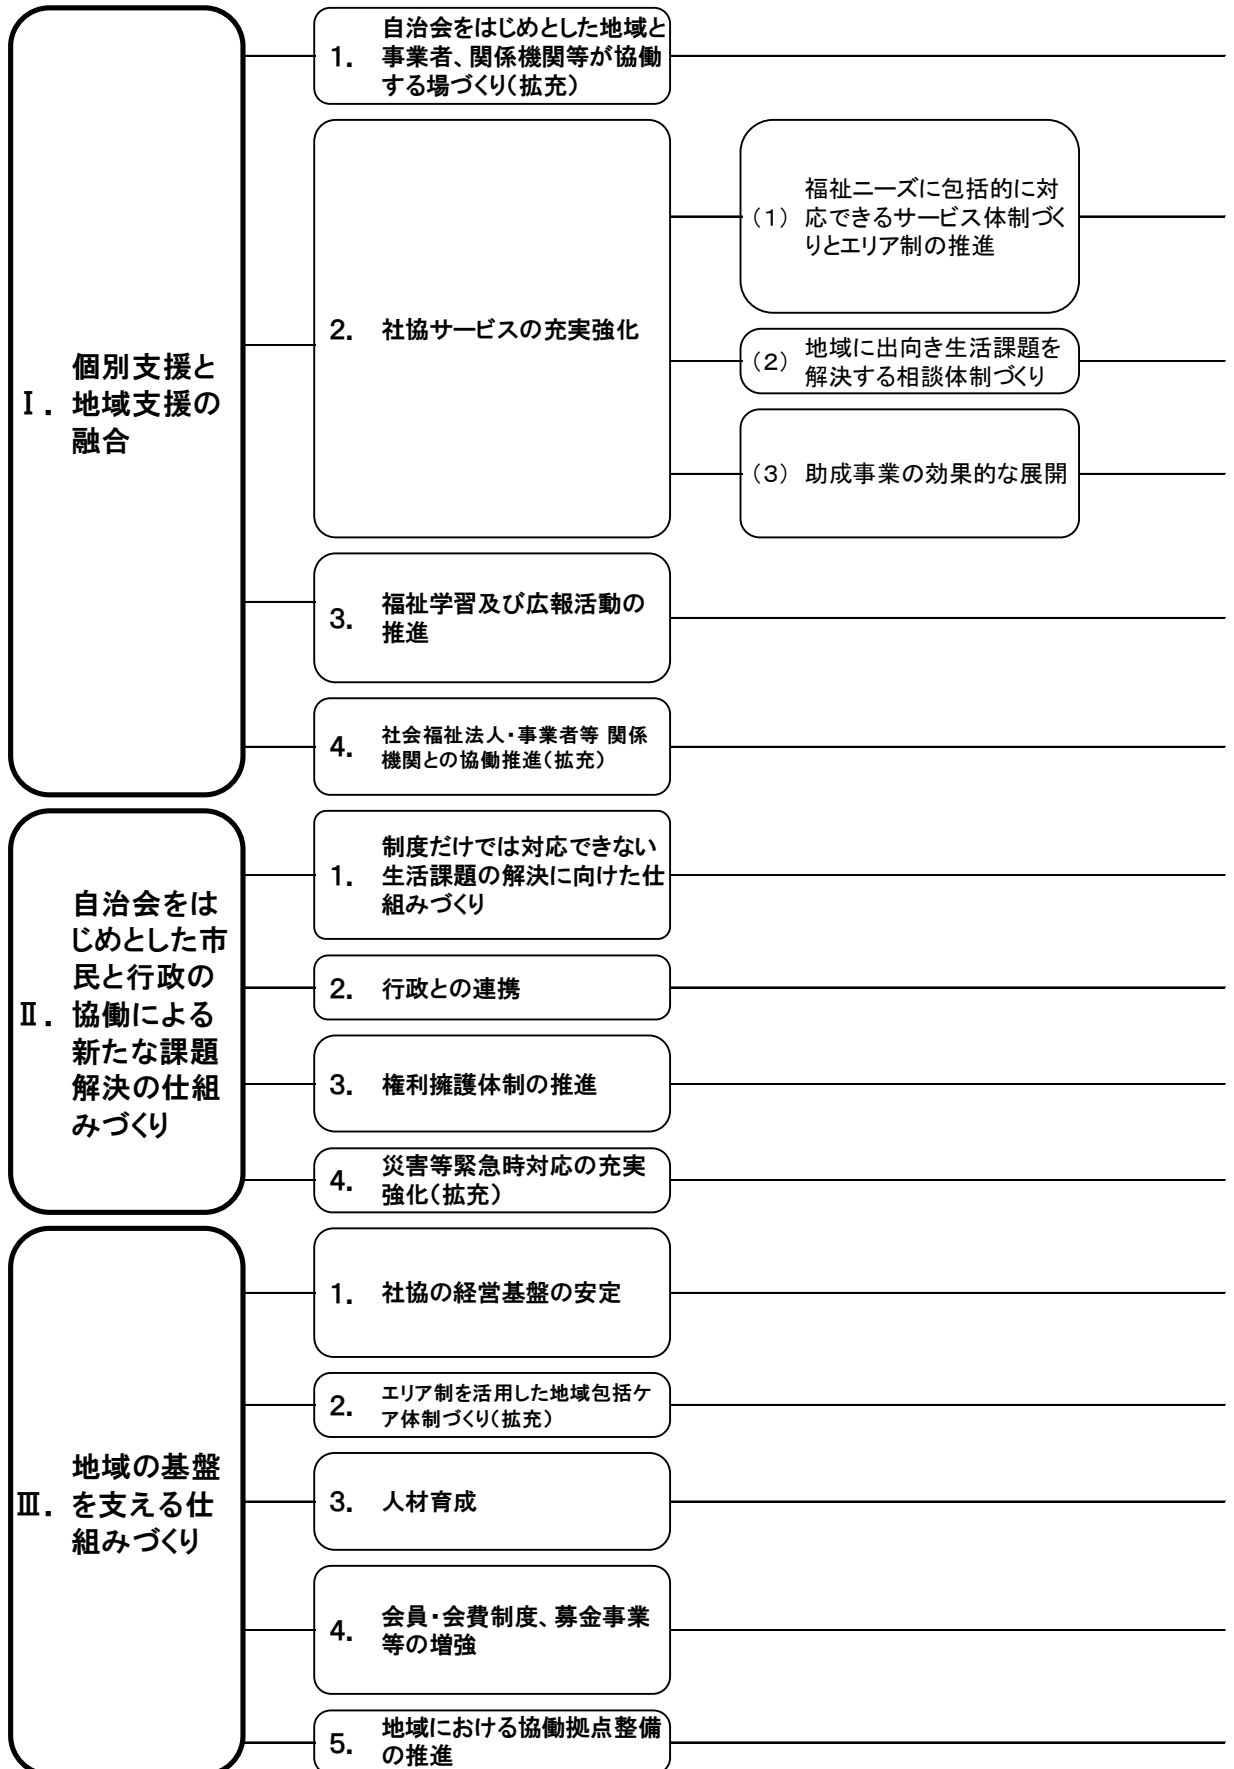 Ⅰ.
個別支援と
地域支援の
融合
1.
自治会をはじめとした地域と
事業者、関係機関等が協働
する場づくり(拡充)
2.
社協サービスの充実強化
(1)
福祉ニーズに包括的に対
応できるサービス体制づく
りとエリア制の推進
(2)
地域に出向き生活課題を
解決する相談体制づくり
(3)
助成事業の効果的な展開
3.
福祉学習及び広報活動の
推進
4.
社会福祉法人・事業者等 関係
機関との協働推進(拡充)
Ⅱ.
自治会をは
じめとした市
民と行政の
協働による
新たな課題
解決の仕組
みづくり
1.
制度だけでは対応できない
生活課題の解決に向けた仕
組みづくり
2.
行政との連携
3.
権利擁護体制の推進
4.
災害等緊急時対応の充実
強化(拡充)
Ⅲ.
地域の基盤
を支える仕
組みづくり
1.
社協の経営基盤の安定
2.
エリア制を活用した地域包括ケ
ア体制づくり(拡充)
3.
人材育成
4.
会員・会費制度、募金事業
等の増強
5.
地域における協働拠点整備
の推進